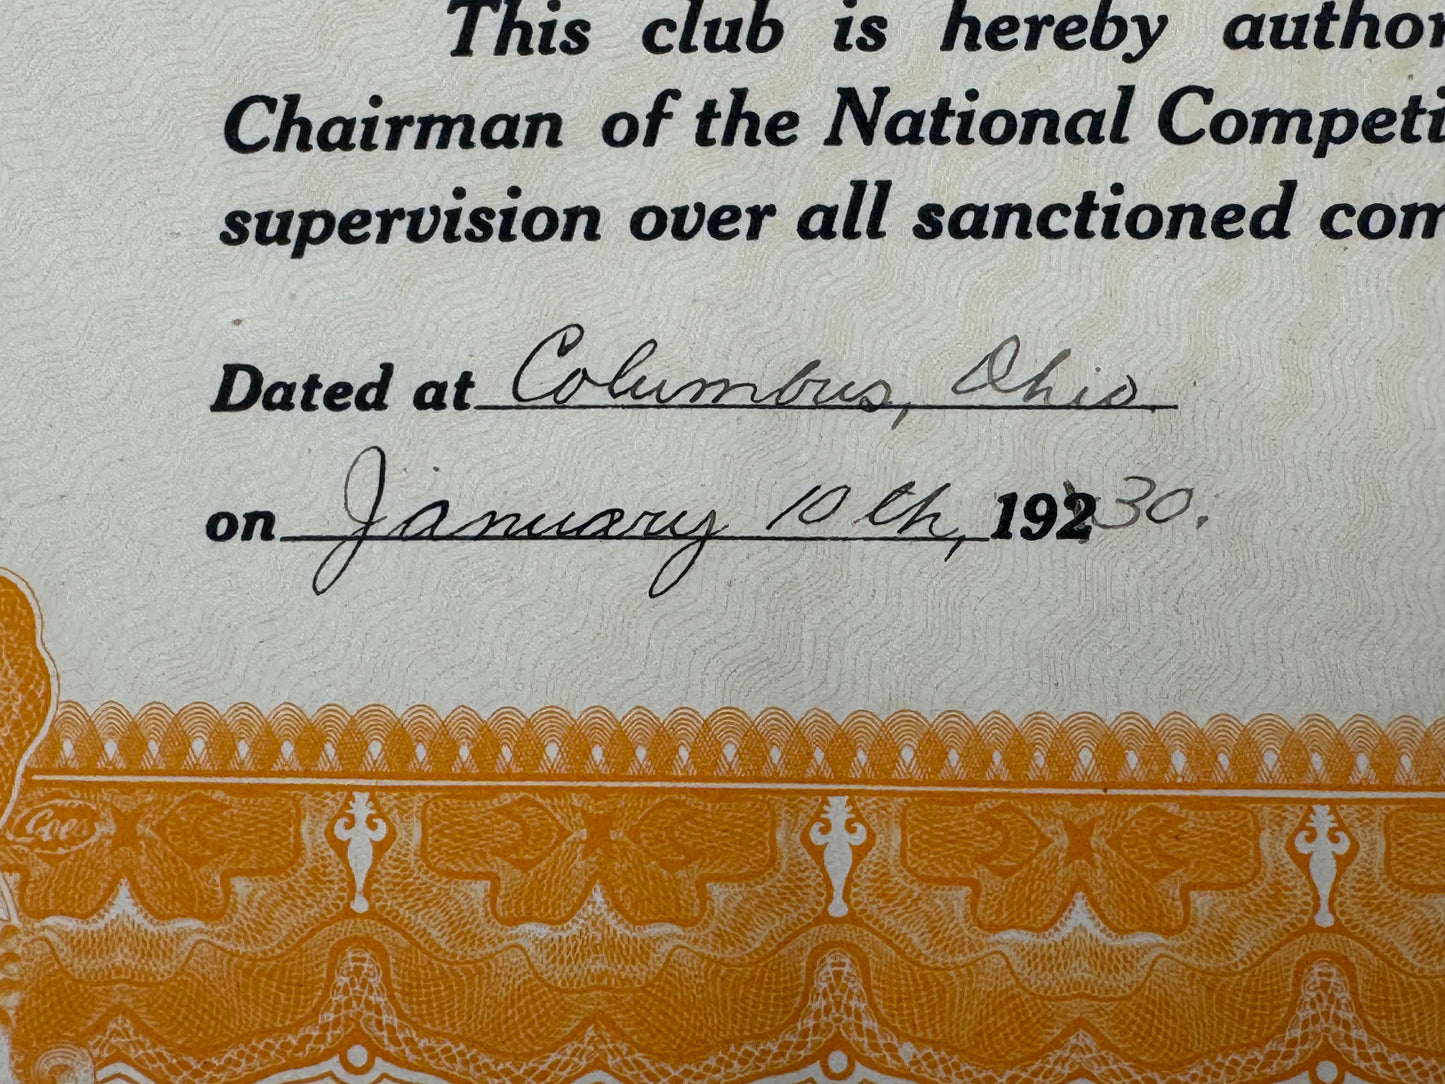 This club is hereby author
Chairman of the National Competi
supervision over all sanctioned com
Dated at Columbus, Ohio.
on January 10th, 19230.
Goes